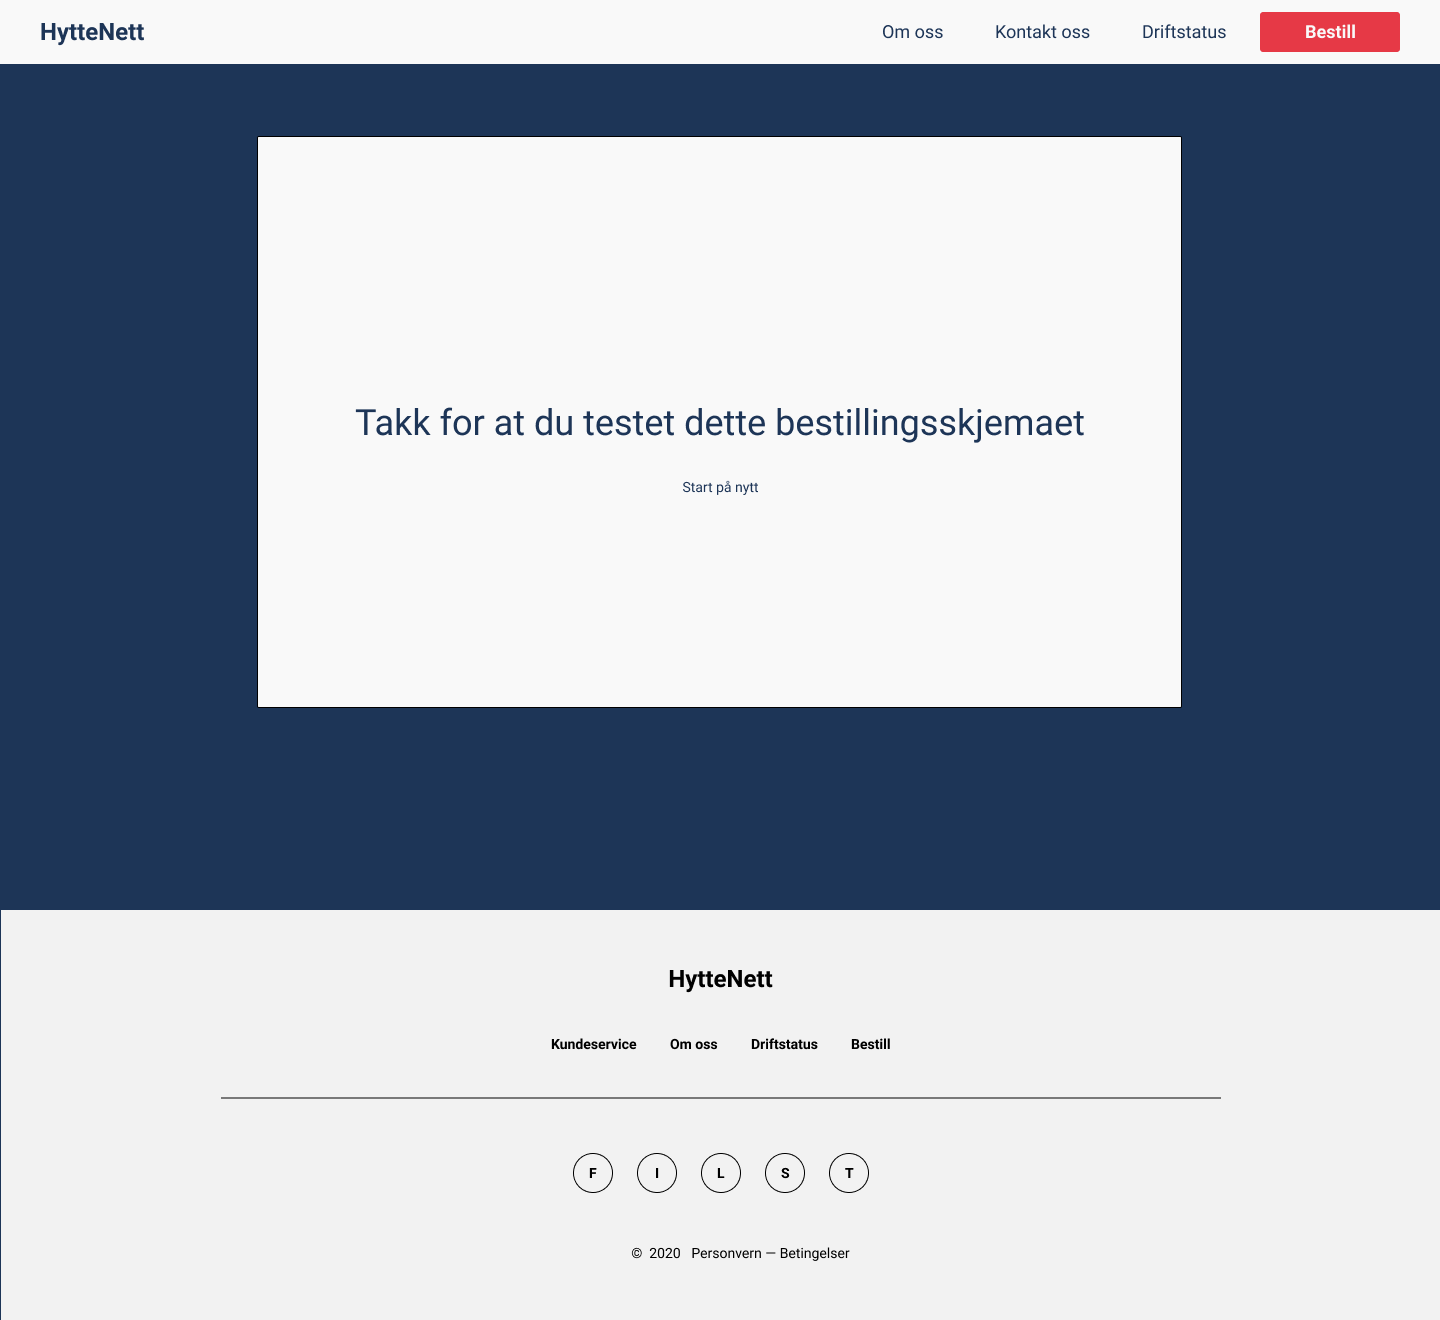 HytteNett
Om oss
Kontakt oss
Driftstatus
Bestill
Takk for at du testet dette bestillingsskjemaet
Start på nytt
HytteNett
Kundeservice
Om oss
Driftstatus
Bestill
F
I
L
S
T
© 2020 Personvern — Betingelser